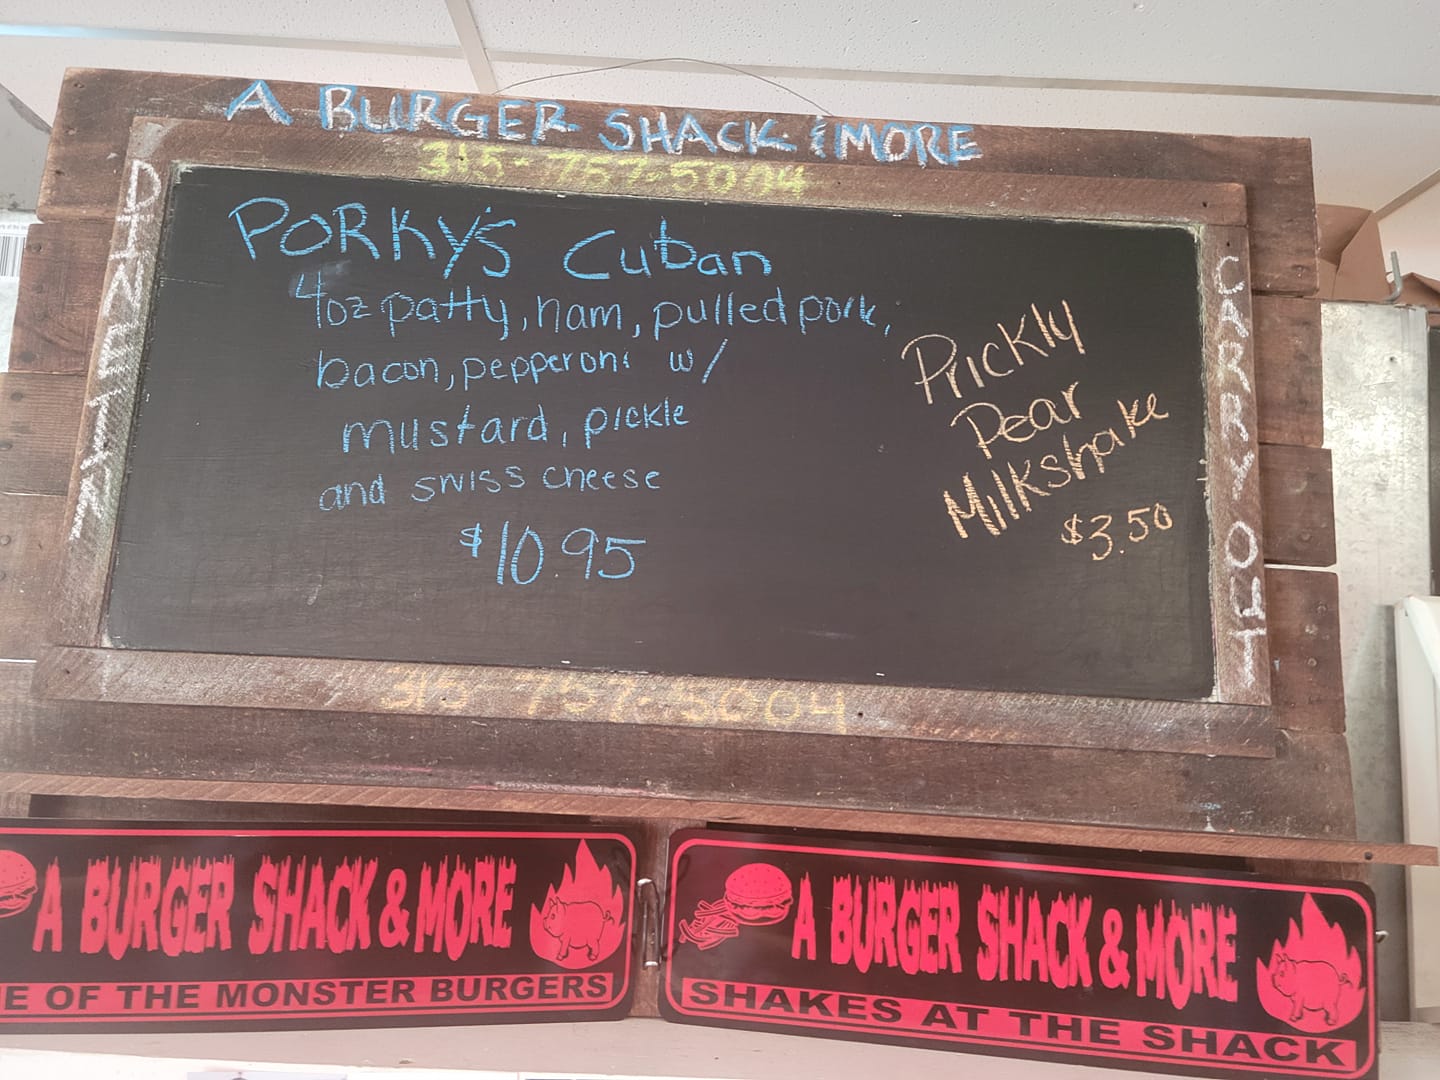 A BURGER SHACK & MORE
315-757-5004
DINE IN
PORKY'S Cuban
4oz patty, ham, pulled pork,
bacon, pepperoni w/
mustard, pickle
and swiss cheese
$10.95
Prickly
Pear
Milkshake
$3.50
CARRY OUT
315-757-5004
A BURGER SHACK & MORE
E OF THE MONSTER BURGERS
A BURGER SHACK & MORE
SHAKES AT THE SHACK